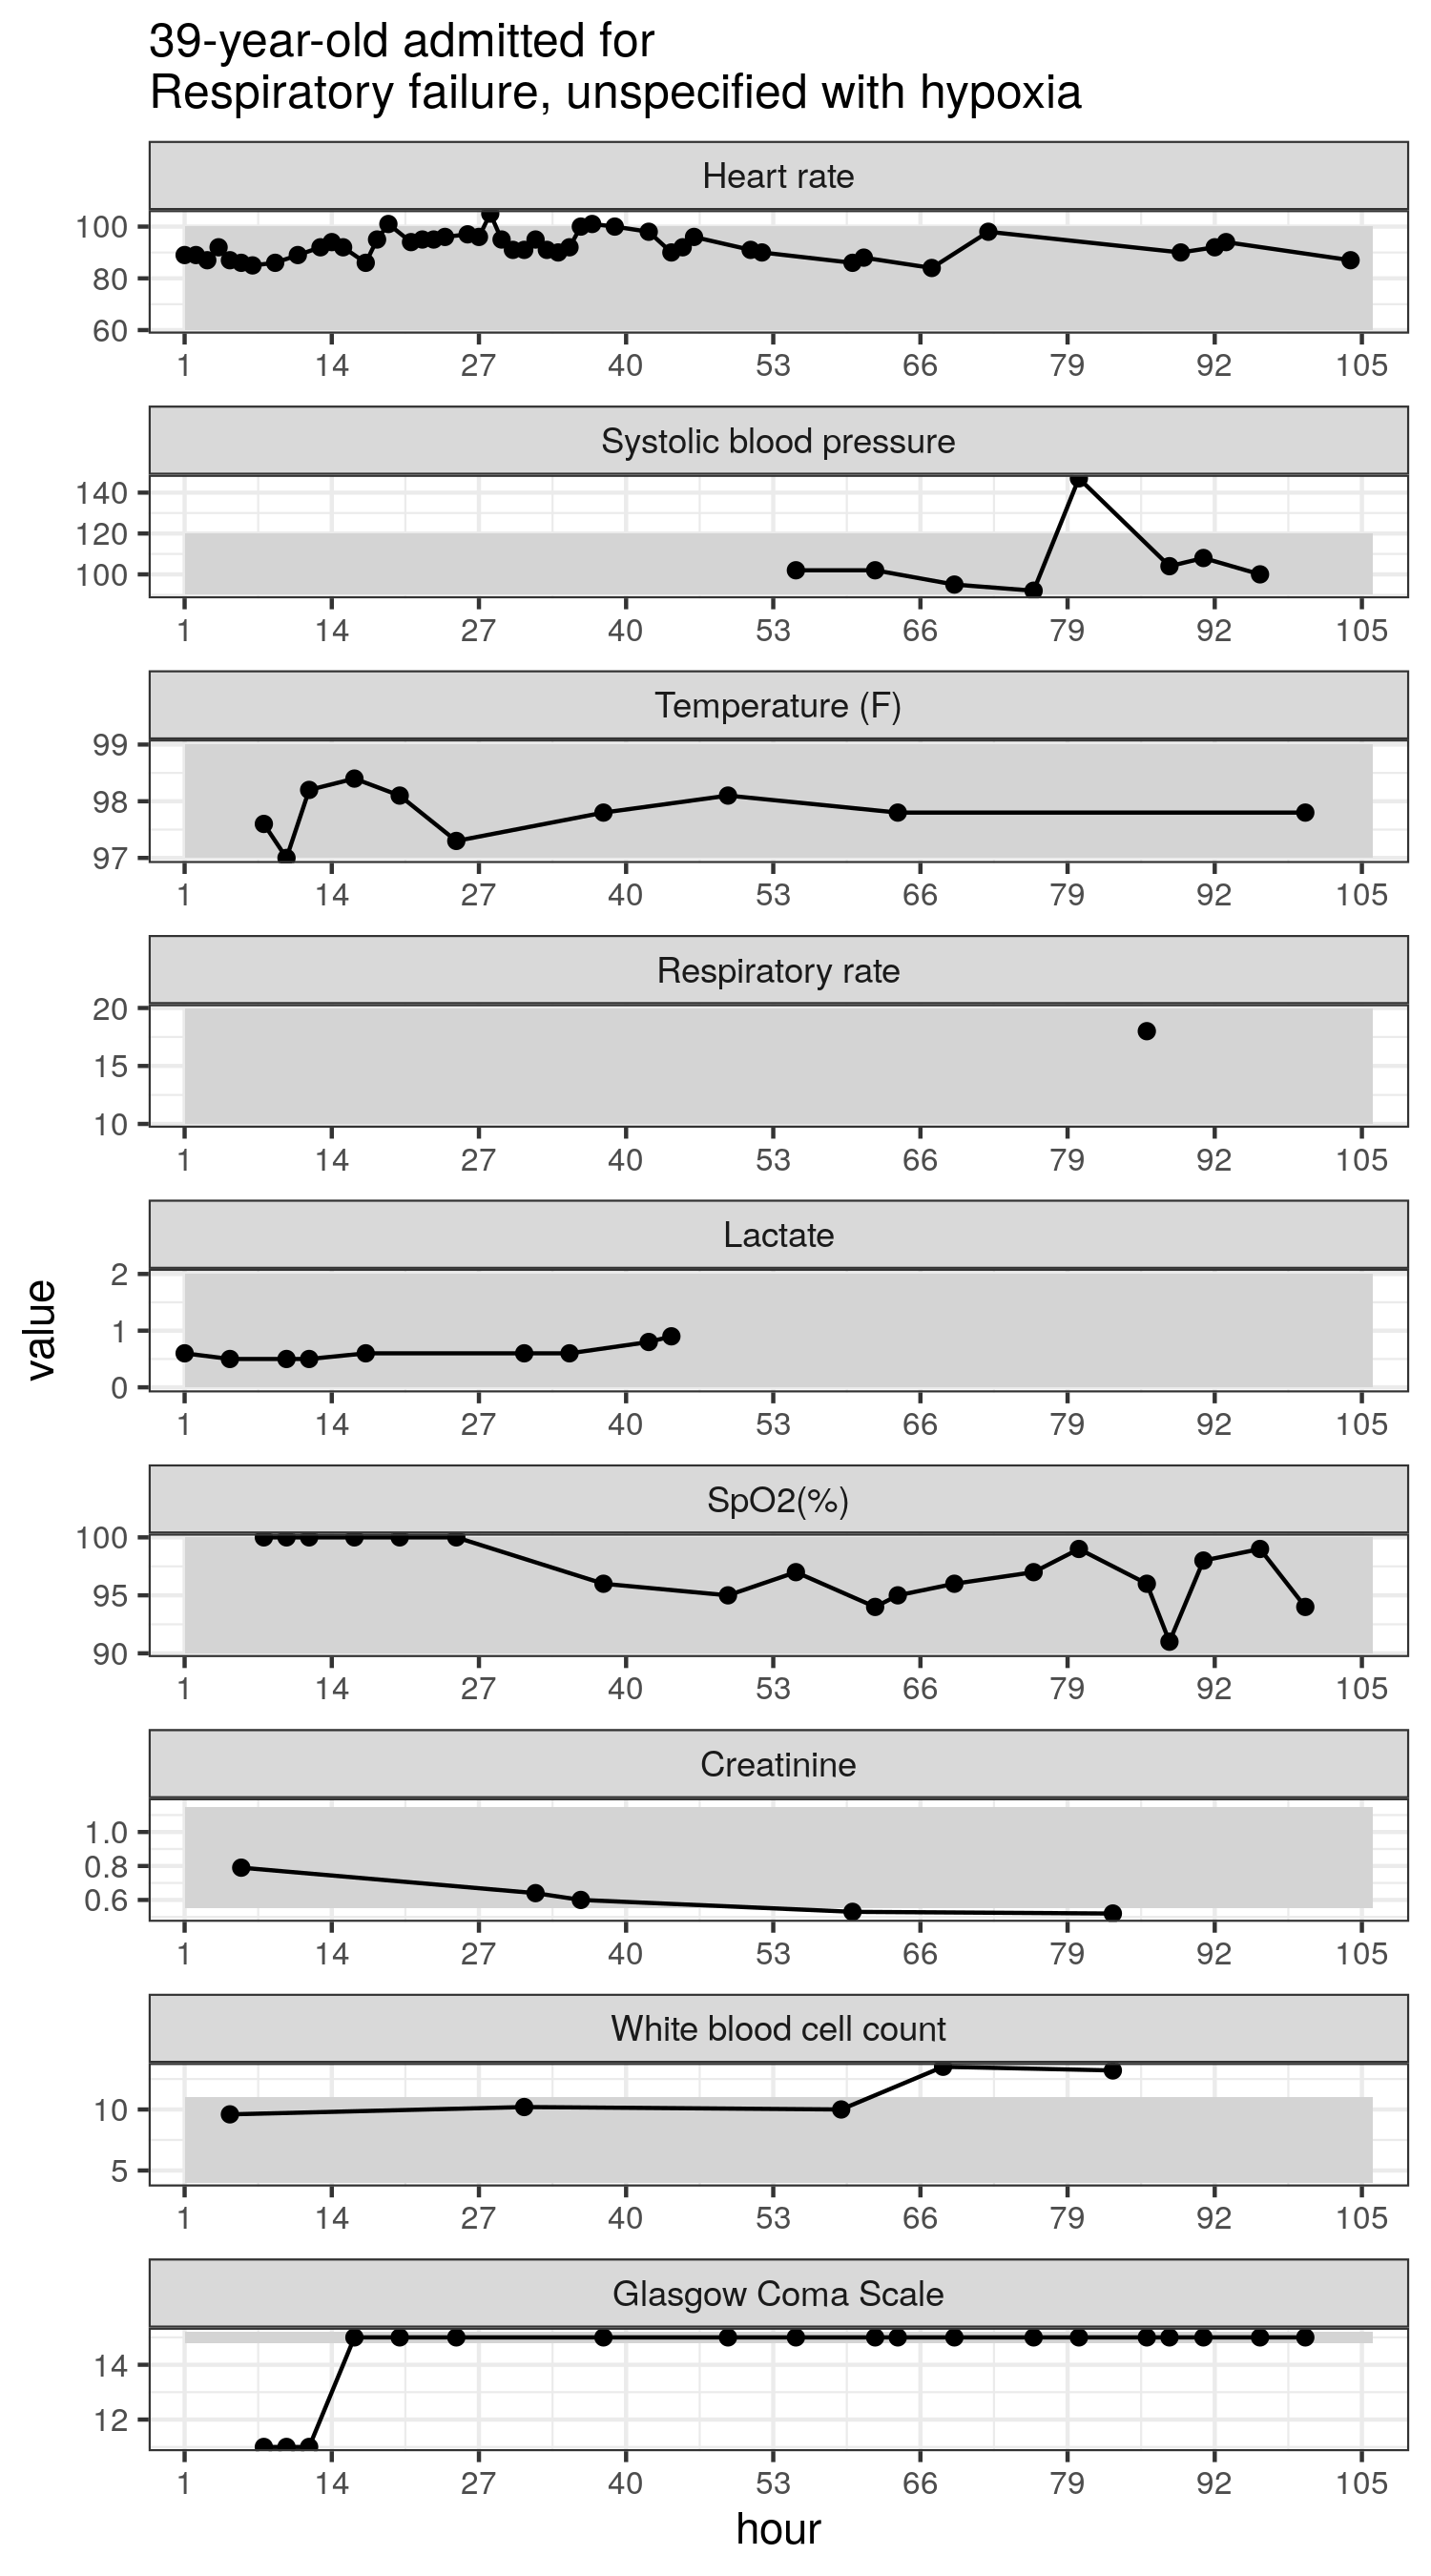 39-year-old admitted for
Respiratory failure, unspecified with hypoxia
Heart rate
100
80
60
1 14 27 40 53 66 79 92 105
Systolic blood pressure
140
120
100
1 14 27 40 53 66 79 92 105
Temperature (F)
99
98
97
1 14 27 40 53 66 79 92 105
Respiratory rate
20
15
10
1 14 27 40 53 66 79 92 105
Lactate
2
1
0
1 14 27 40 53 66 79 92 105
value
SpO2(%)
100
95
90
1 14 27 40 53 66 79 92 105
Creatinine
1.0
0.8
0.6
1 14 27 40 53 66 79 92 105
White blood cell count
10
5
1 14 27 40 53 66 79 92 105
Glasgow Coma Scale
14
12
1 14 27 40 53 66 79 92 105
hour